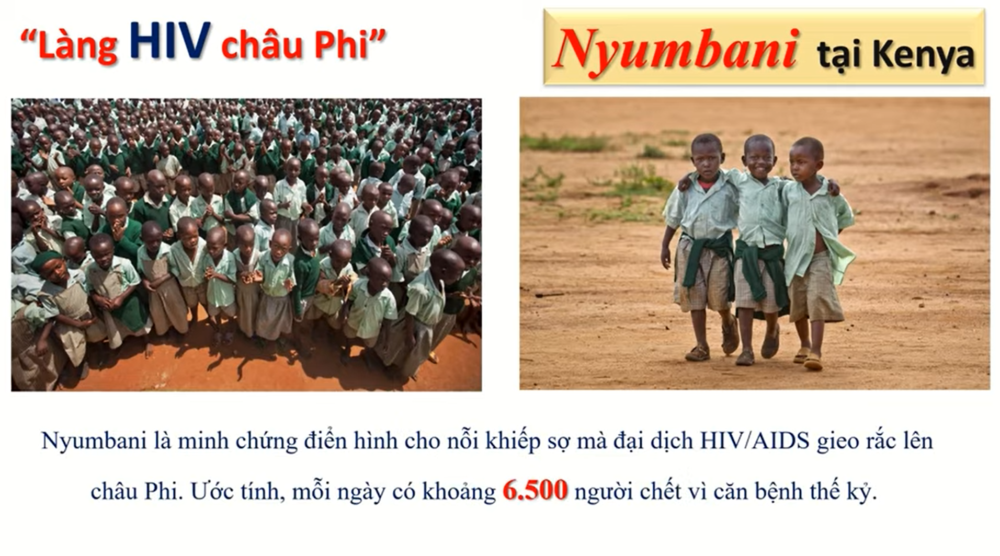 “Làng HIV châu Phi”
Nyumbani tại Kenya
Nyumbani là minh chứng điển hình cho nỗi khiếp sợ mà đại dịch HIV/AIDS gieo rắc lên
châu Phi. Ước tính, mỗi ngày có khoảng 6.500 người chết vì căn bệnh thế kỷ.